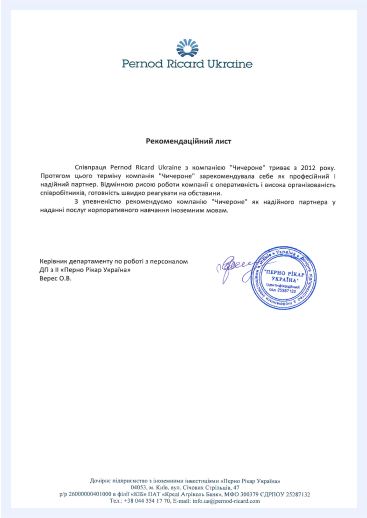 Pernod Ricard Ukraine
Рекомендаційний лист
Співпраця Pernod Ricard Ukraine з компанією "Чичероне" триває з 2012 року.
Протягом цього терміну компанія "Чичероне" зарекомендувала себе як професійний і
надійний партнер. Відмінною рисою роботи компанії є оперативність і висока організованість
співробітників, готовність швидко реагувати на обставини.
З упевненістю рекомендуємо компанію "Чичероне" як надійного партнера у
наданні послуг корпоративного навчання іноземним мовам.
Керівник департаменту по роботі з персоналом
ДП з ІІ «Перно Рікар Україна»
Верес О.В.
"ПЕРНО РІКАР
УКРАЇНА"
Ідентифікаційний
код 25287132
Дочірнє підприємство з іноземними інвестиціями «Перно Рікар Україна»
04053, м. Київ, вул. Січових Стрільців, 47
р/р 26000000401000 в філії «КІБ» ПАТ «Креді Агріколь Банк», МФО 300379 ЄДРПОУ 25287132
Тел.: +38 044 354 17 70, E-mail: info.ua@pernod-ricard.com